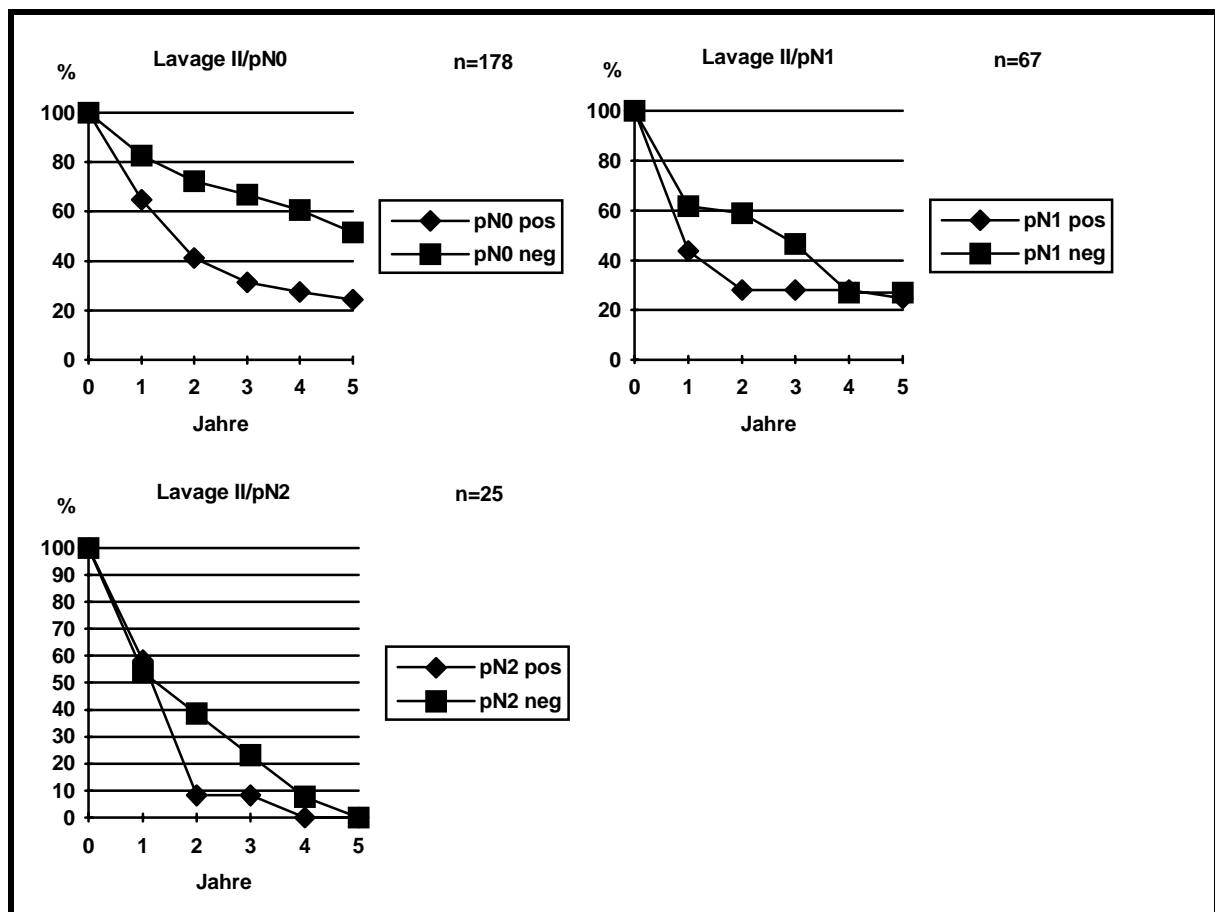 Lavage II/pN0 n=178
%
100
80
60
40
20
0
0 1 2 3 4 5
Jahre
pN0 pos
pN0 neg
Lavage II/pN1 n=67
%
100
80
60
40
20
0
0 1 2 3 4 5
Jahre
pN1 pos
pN1 neg
Lavage II/pN2 n=25
%
100
90
80
70
60
50
40
30
20
10
0
0 1 2 3 4 5
Jahre
pN2 pos
pN2 neg